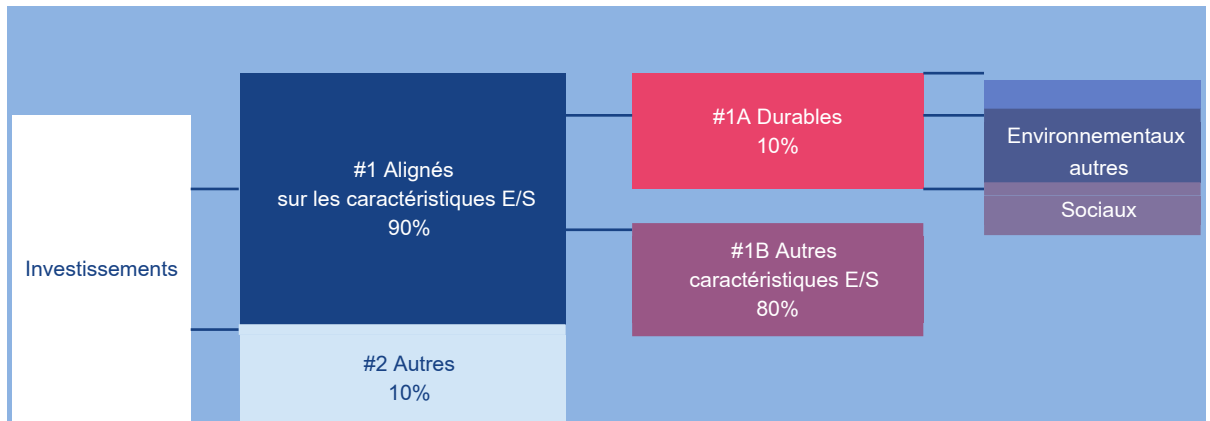 Investissements
#1 Alignés
sur les caractéristiques E/S
90%
#2 Autres
10%
#1A Durables
10%
#1B Autres
caractéristiques E/S
80%
Environnementaux
autres
Sociaux